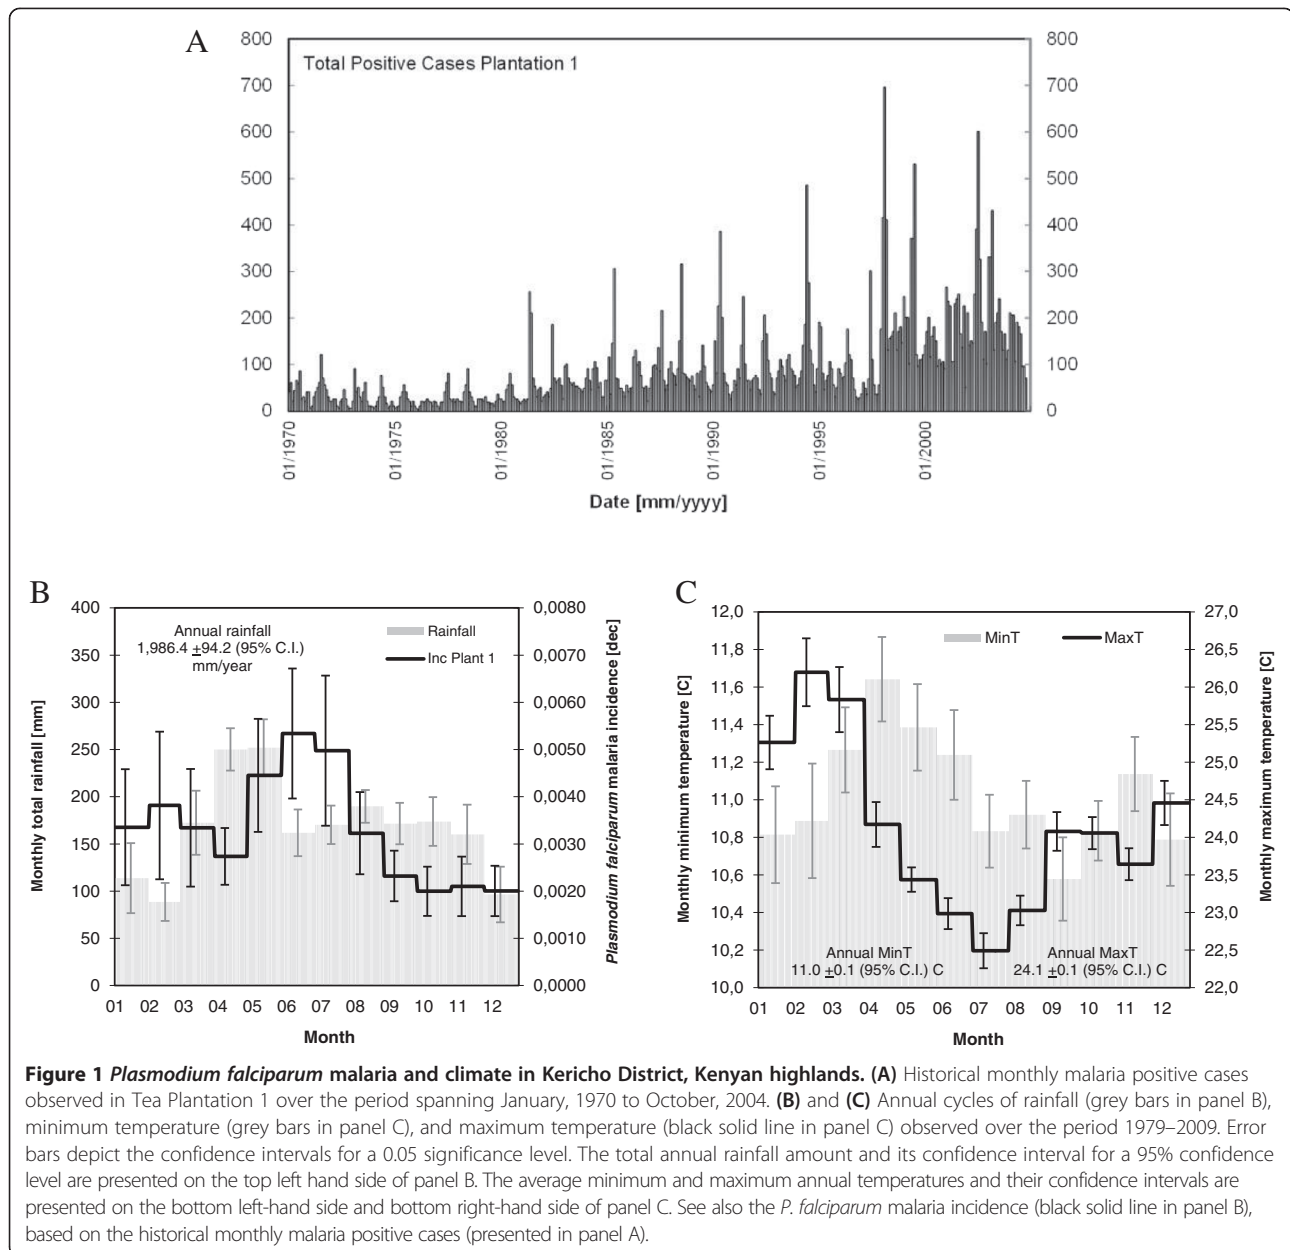 A
Total Positive Cases Plantation 1
800
700
600
500
400
300
200
100
0
800
700
600
500
400
300
200
100
0
01/1970
01/1975
01/1980
01/1985
01/1990
01/1995
01/2000
Date [mm/yyyy]
B
Monthly total rainfall [mm]
400
350
300
250
200
150
100
50
0
Annual rainfall
1,986.4 ±94.2 (95% C.I.)
mm/year
Rainfall
Inc Plant 1
0,0080
0,0070
0,0060
0,0050
0,0040
0,0030
0,0020
0,0010
0,0000
Plasmodium falciparum malaria incidence [dec]
01 02 03 04 05 06 07 08 09 10 11 12
Month
C
Monthly minimum temperature [C]
12,0
11,8
11,6
11,4
11,2
11,0
10,8
10,6
10,4
10,2
10,0
MinT
MaxT
Annual MinT
11.0 ±0.1 (95% C.I.) C
Annual MaxT
24.1 ±0.1 (95% C.I.) C
27,0
26,5
26,0
25,5
25,0
24,5
24,0
23,5
23,0
22,5
22,0
Monthly maximum temperature [C]
01 02 03 04 05 06 07 08 09 10 11 12
Month
Figure 1 Plasmodium falciparum malaria and climate in Kericho District, Kenyan highlands. (A) Historical monthly malaria positive cases
observed in Tea Plantation 1 over the period spanning January, 1970 to October, 2004. (B) and (C) Annual cycles of rainfall (grey bars in panel B),
minimum temperature (grey bars in panel C), and maximum temperature (black solid line in panel C) observed over the period 1979–2009. Error
bars depict the confidence intervals for a 0.05 significance level. The total annual rainfall amount and its confidence interval for a 95% confidence
level are presented on the top left hand side of panel B. The average minimum and maximum annual temperatures and their confidence intervals are
presented on the bottom left-hand side and bottom right-hand side of panel C. See also the P. falciparum malaria incidence (black solid line in panel B),
based on the historical monthly malaria positive cases (presented in panel A).